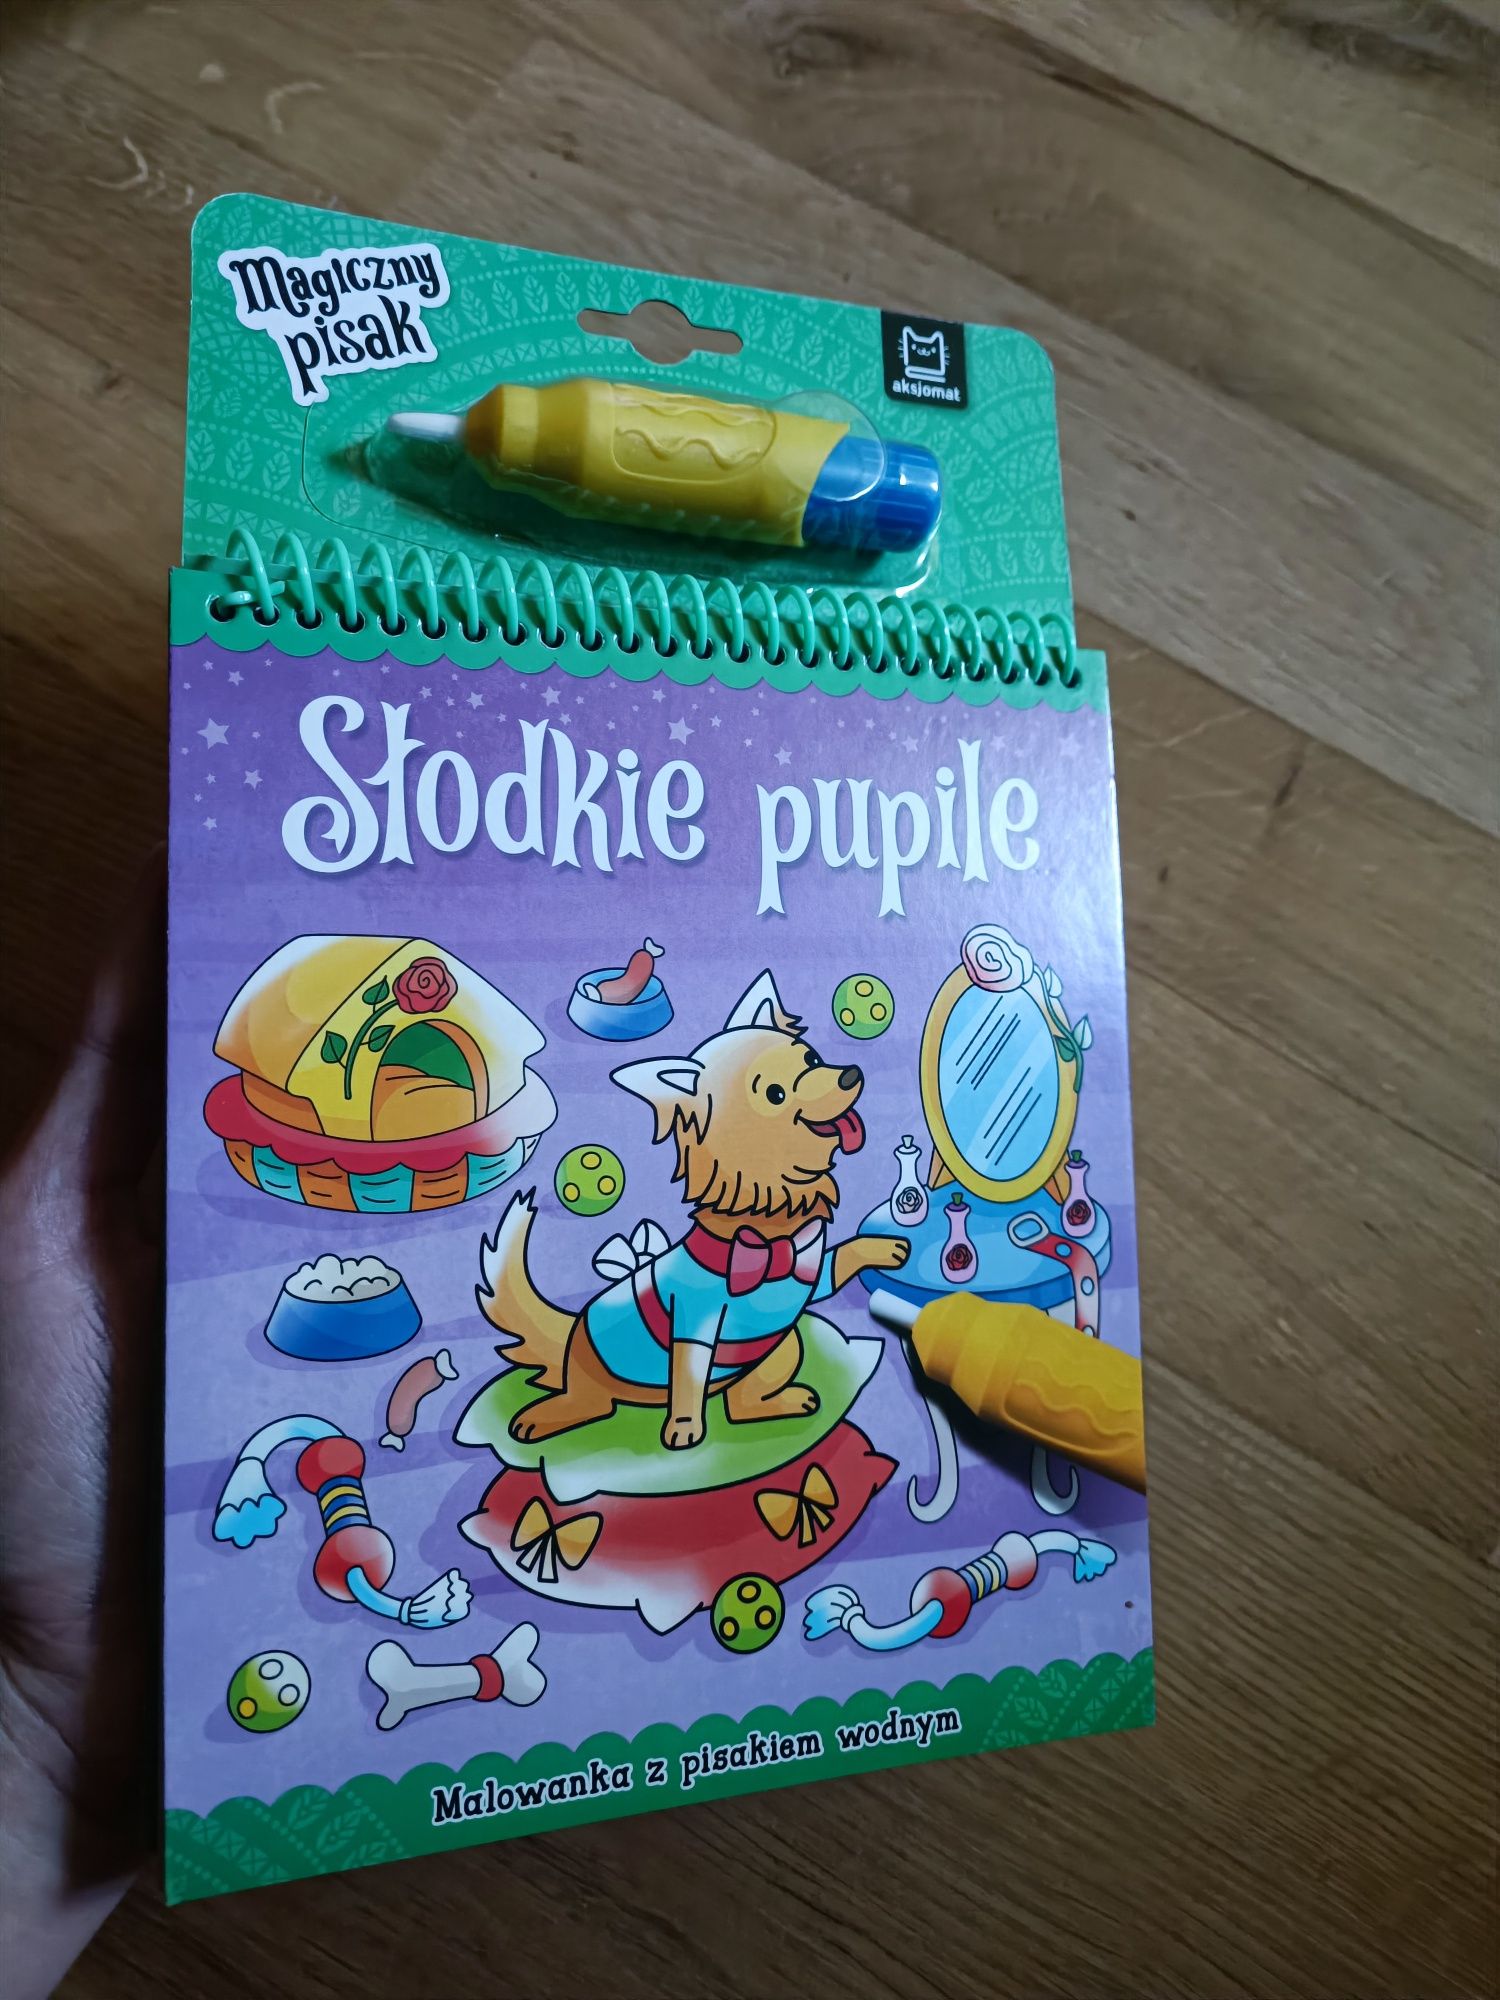 Magiczny
pisak
aksjomat
Słodkie pupile
Malowanka z pisakiem wodnym